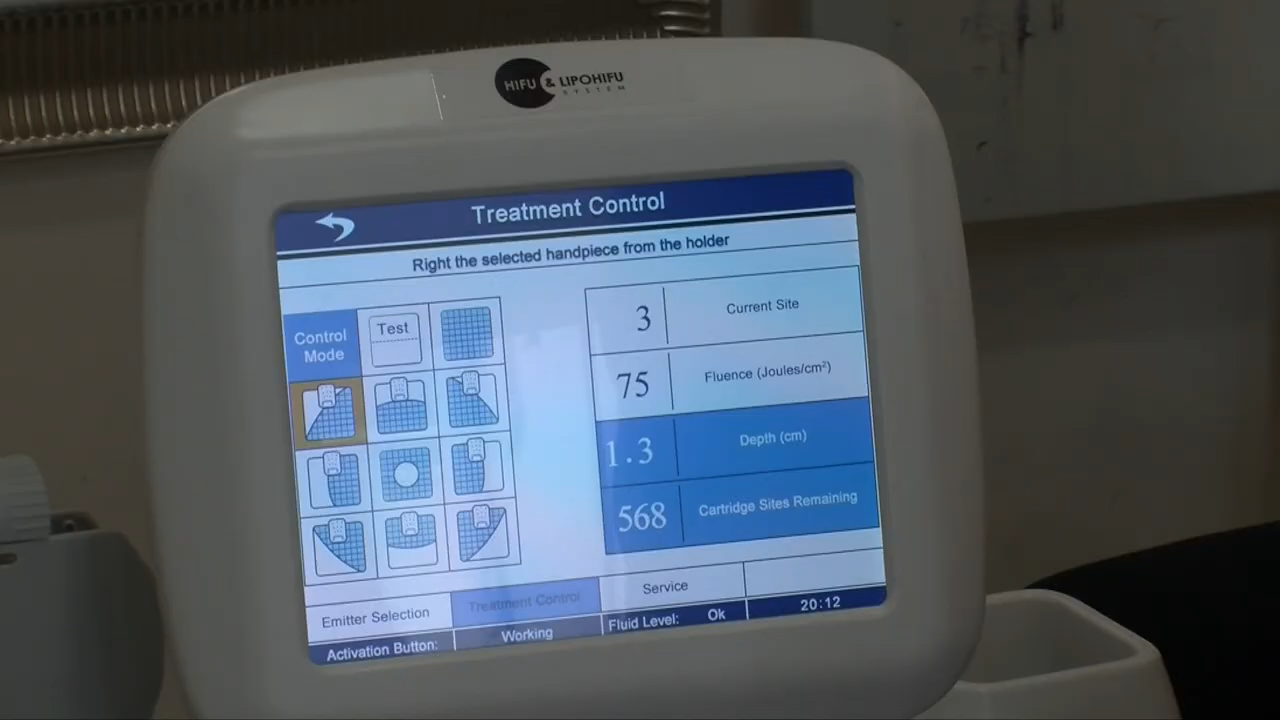 HIFU & LIPOHIFU
SYSTEM
Treatment Control
Right the selected handpiece from the holder
Control
Mode
Test
3 Current Site
75 Fluence (Joules/cm²)
1.3 Depth (cm)
568 Cartridge Sites Remaining
Emitter Selection Treatment Control Service
Activation Button: Working Fluid Level: Ok 20:12